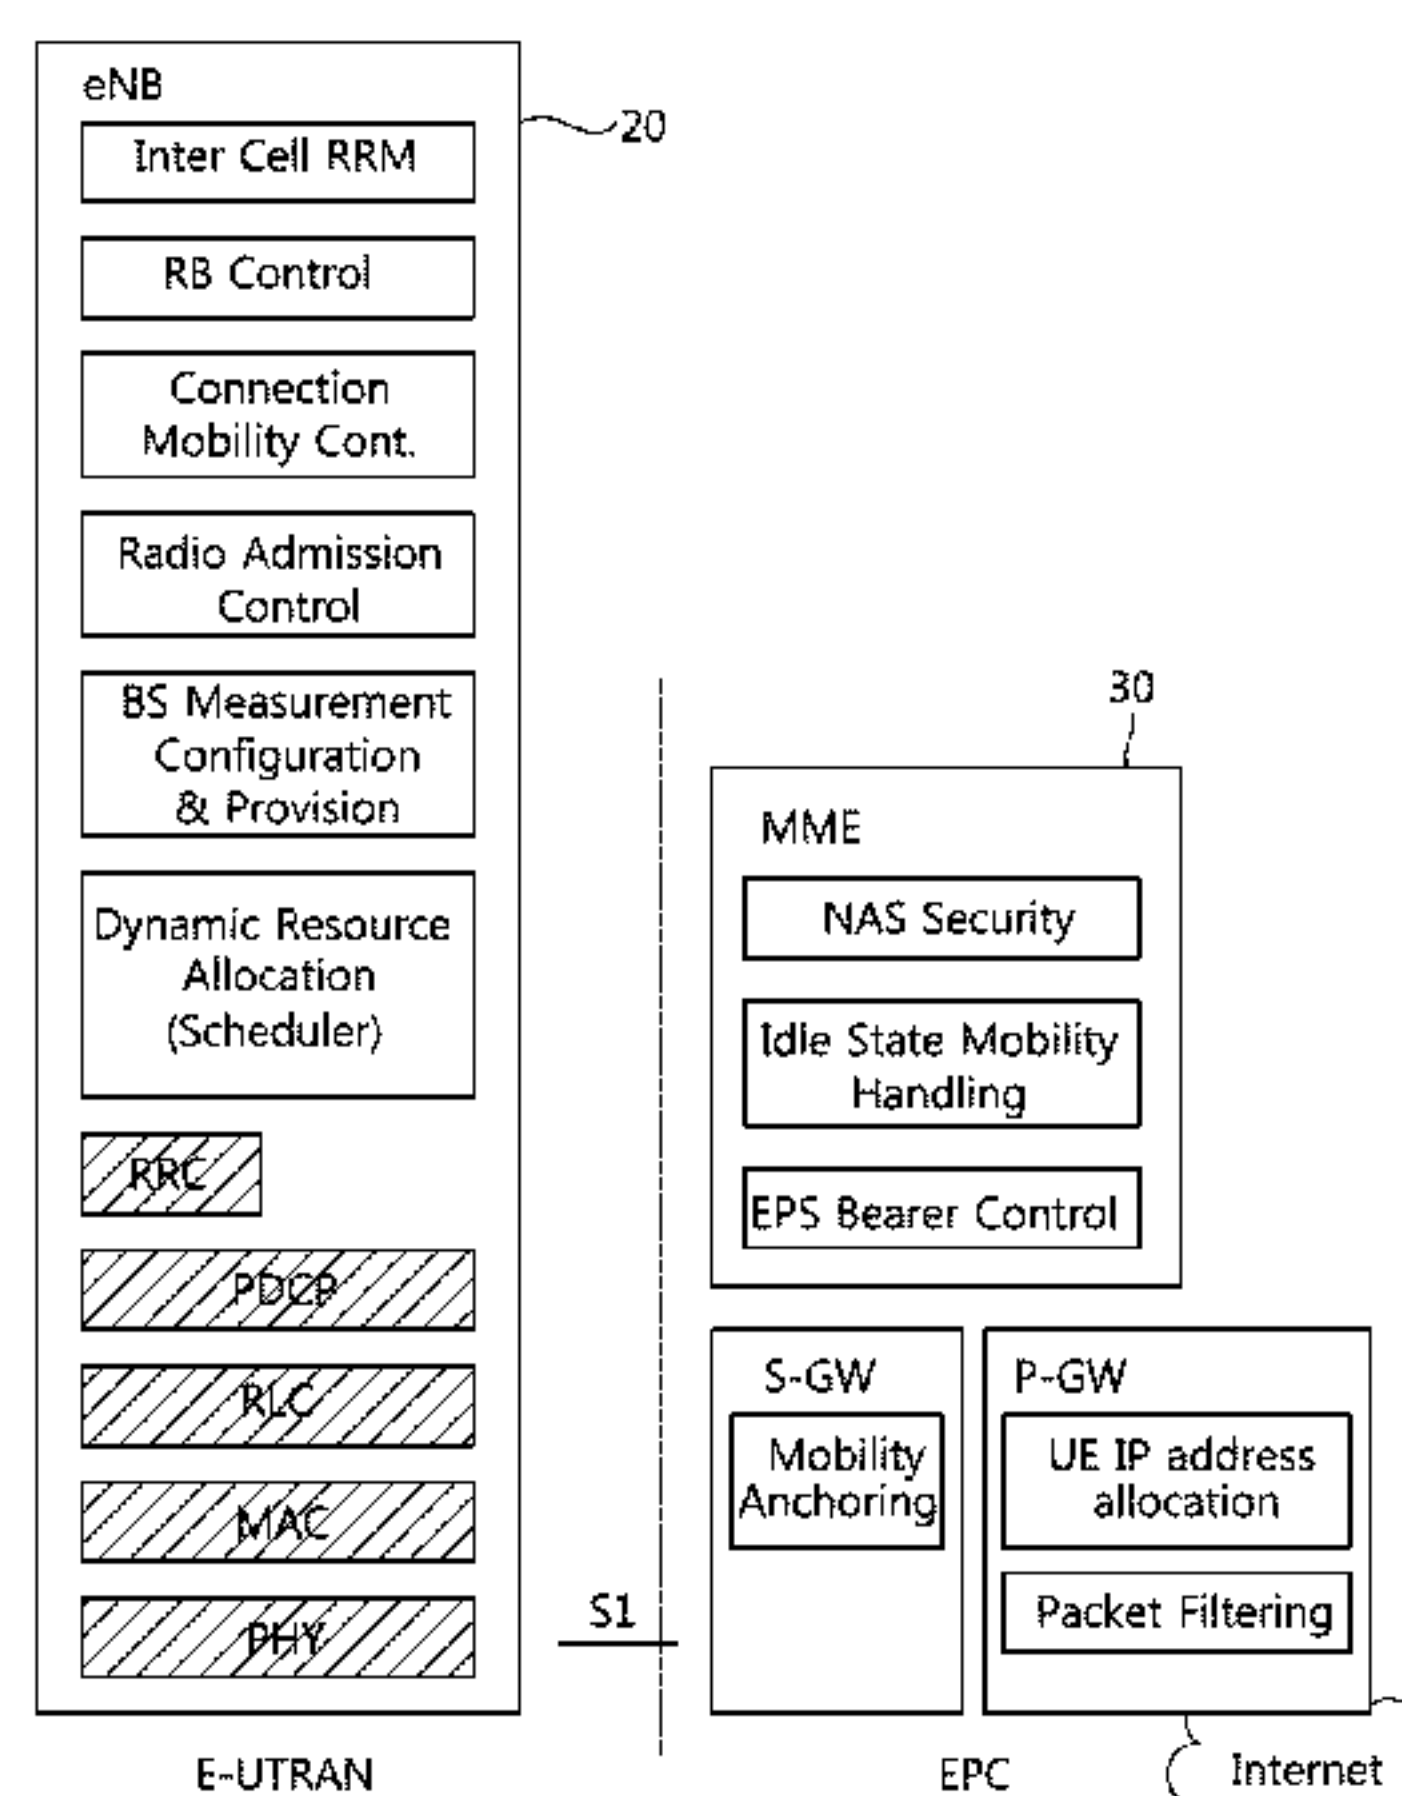 eNB
20
Inter Cell RRM
RB Control
Connection
Mobility Cont.
Radio Admission
Control
BS Measurement
Configuration
& Provision
Dynamic Resource
Allocation
(Scheduler)
RRC
PDCP
RLC
MAC
PHY
E-UTRAN
S1
30
MME
NAS Security
Idle State Mobility
Handling
EPS Bearer Control
S-GW
Mobility
Anchoring
P-GW
UE IP address
allocation
Packet Filtering
EPC
Internet